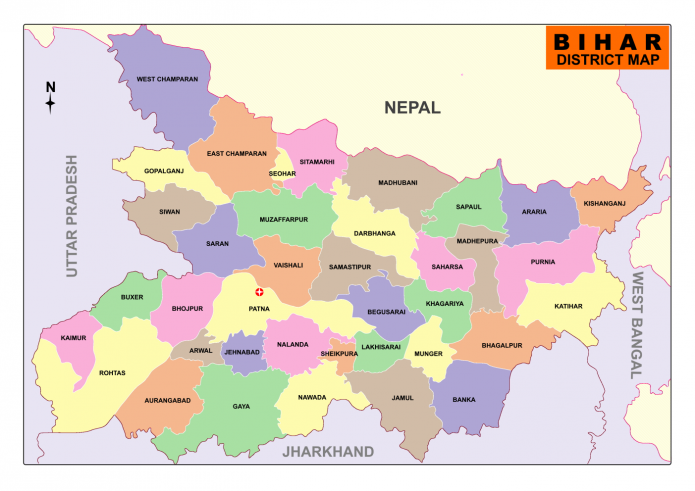 BIHAR
DISTRICT MAP
N
NEPAL
UTTAR PRADESH
WEST BANGAL
JHARKHAND
WEST CHAMPARAN
EAST CHAMPARAN
SITAMARHI
GOPALGANJ
SEOHAR
MADHUBANI
SIWAN
MUZAFFARPUR
SAPAUL
ARARIA
KISHANGANJ
DARBHANGA
SARAN
MADHEPURA
VAISHALI
SAMASTIPUR
SAHARSA
PURNIA
BUXER
BHOJPUR
PATNA
BEGUSARAI
KHAGARIYA
KATIHAR
KAIMUR
ROHTAS
ARWAL
JEHNABAD
NALANDA
SHEIKPURA
LAKHISARAI
MUNGER
BHAGALPUR
AURANGABAD
GAYA
NAWADA
JAMUL
BANKA